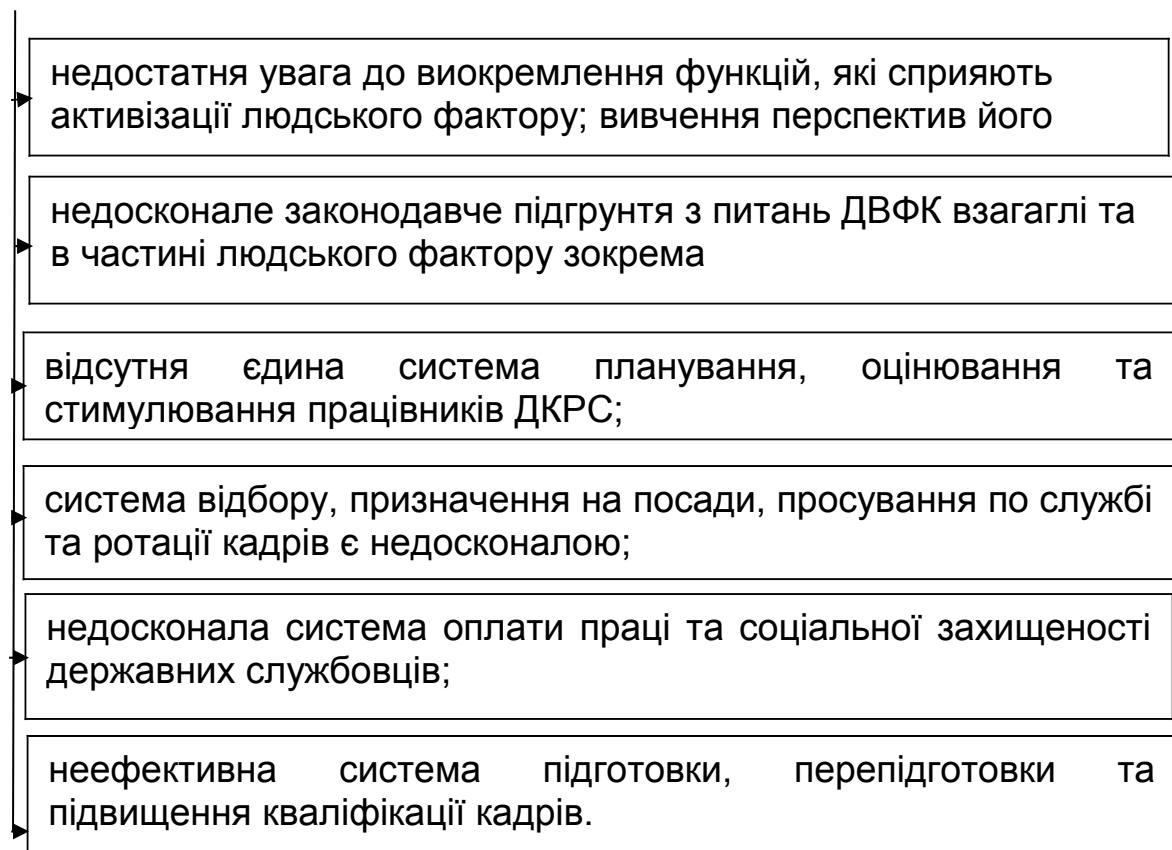 недостатня увага до виокремлення функцій, які сприяють
активізації людського фактору; вивчення перспектив його
недосконале законодавче підгрунтя з питань ДВФК взагаглі та
в частині людського фактору зокрема
відсутня єдина система планування, оцінювання та
стимулювання працівників ДКРС;
система відбору, призначення на посади, просування по службі
та ротації кадрів є недосконалою;
недосконала система оплати праці та соціальної захищеності
державних службовців;
неефективна система підготовки, перепідготовки та
підвищення кваліфікації кадрів.